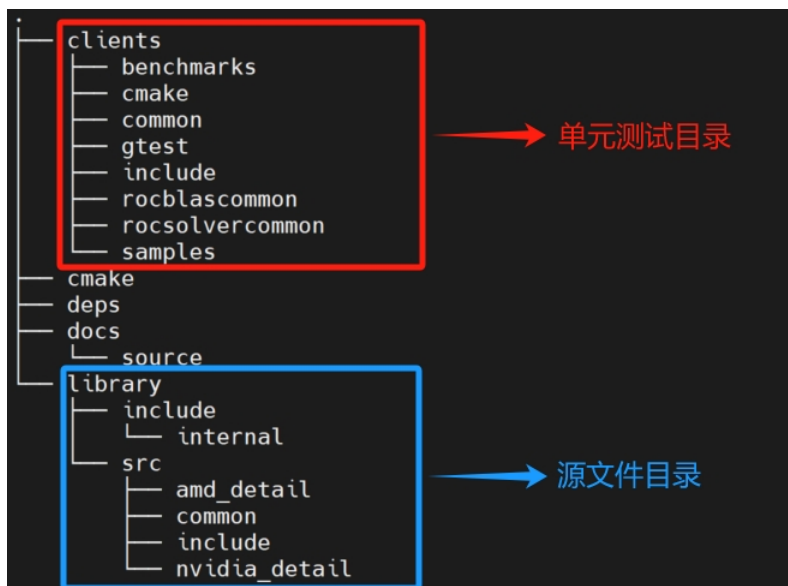 .
├── clients
│   ├── benchmarks
│   ├── cmake
│   ├── common
│   ├── gtest
│   ├── include
│   ├── rocblascommon
│   ├── rocsolvercommon
│   └── samples
单元测试目录
├── cmake
├── deps
├── docs
│   └── source
└── library
    ├── include
    │   └── internal
    └── src
        ├── amd_detail
        ├── common
        ├── include
        └── nvidia_detail
源文件目录